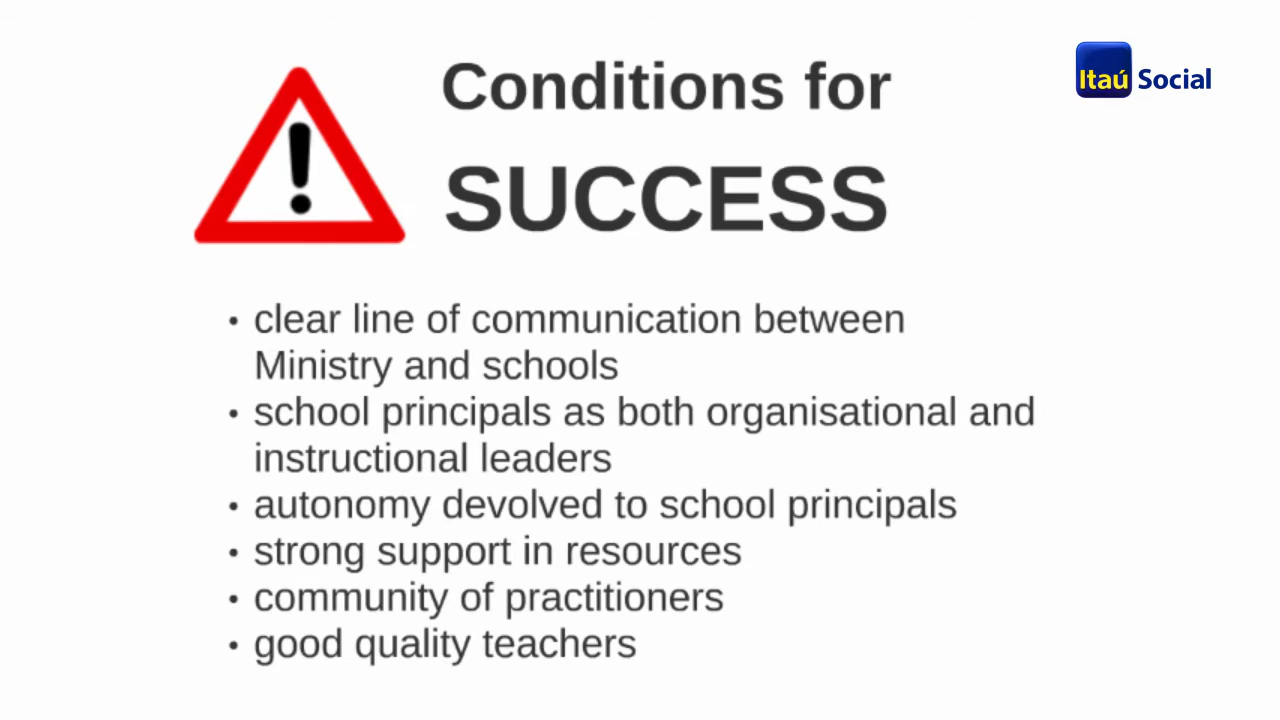 Conditions for
SUCCESS
Itaú Social
• clear line of communication between
Ministry and schools
• school principals as both organisational and
instructional leaders
• autonomy devolved to school principals
• strong support in resources
• community of practitioners
• good quality teachers